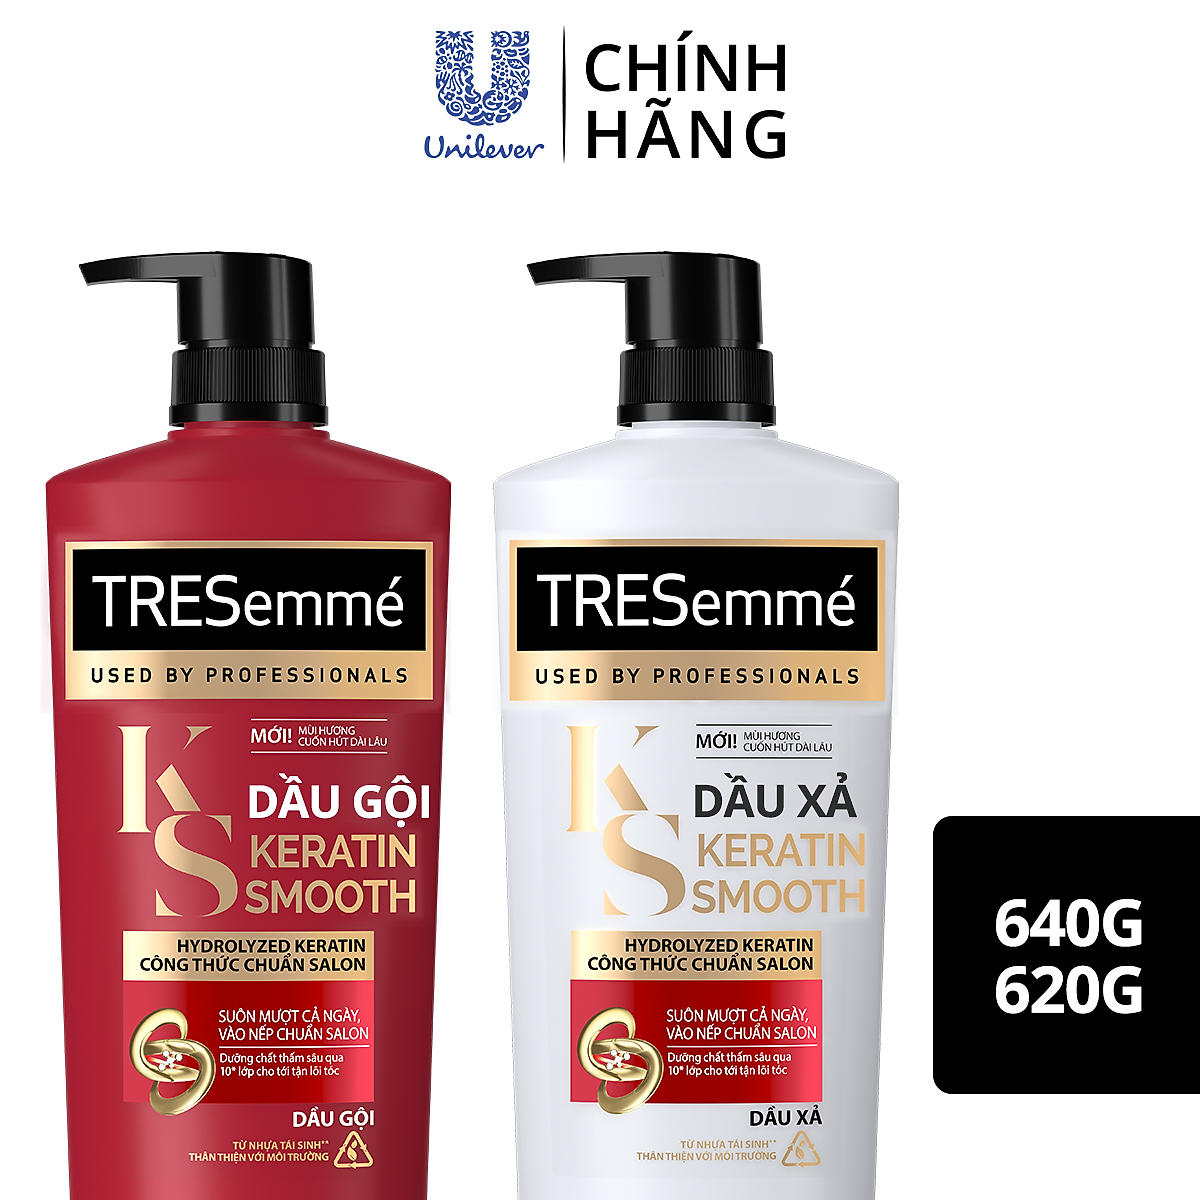 Unilever
CHÍNH
HÃNG
TRESemmé
USED BY PROFESSIONALS
KS
MỚI! MÙI HƯƠNG
CUỐN HÚT DÀI LÂU
DẦU GỘI
KERATIN
SMOOTH
HYDROLYZED KERATIN
CÔNG THỨC CHUẨN SALON
SUÔN MƯỢT CẢ NGÀY,
VÀO NẾP CHUẨN SALON
Dưỡng chất thấm sâu qua
10* lớp cho tới tận lõi tóc
DẦU GỘI
TỪ NHỰA TÁI SINH**
THÂN THIỆN VỚI MÔI TRƯỜNG
TRESemmé
USED BY PROFESSIONALS
KS
MỚI! MÙI HƯƠNG
CUỐN HÚT DÀI LÂU
DẦU XẢ
KERATIN
SMOOTH
HYDROLYZED KERATIN
CÔNG THỨC CHUẨN SALON
SUÔN MƯỢT CẢ NGÀY,
VÀO NẾP CHUẨN SALON
Dưỡng chất thấm sâu qua
10* lớp cho tới tận lõi tóc
DẦU XẢ
TỪ NHỰA TÁI SINH**
THÂN THIỆN VỚI MÔI TRƯỜNG
640G
620G